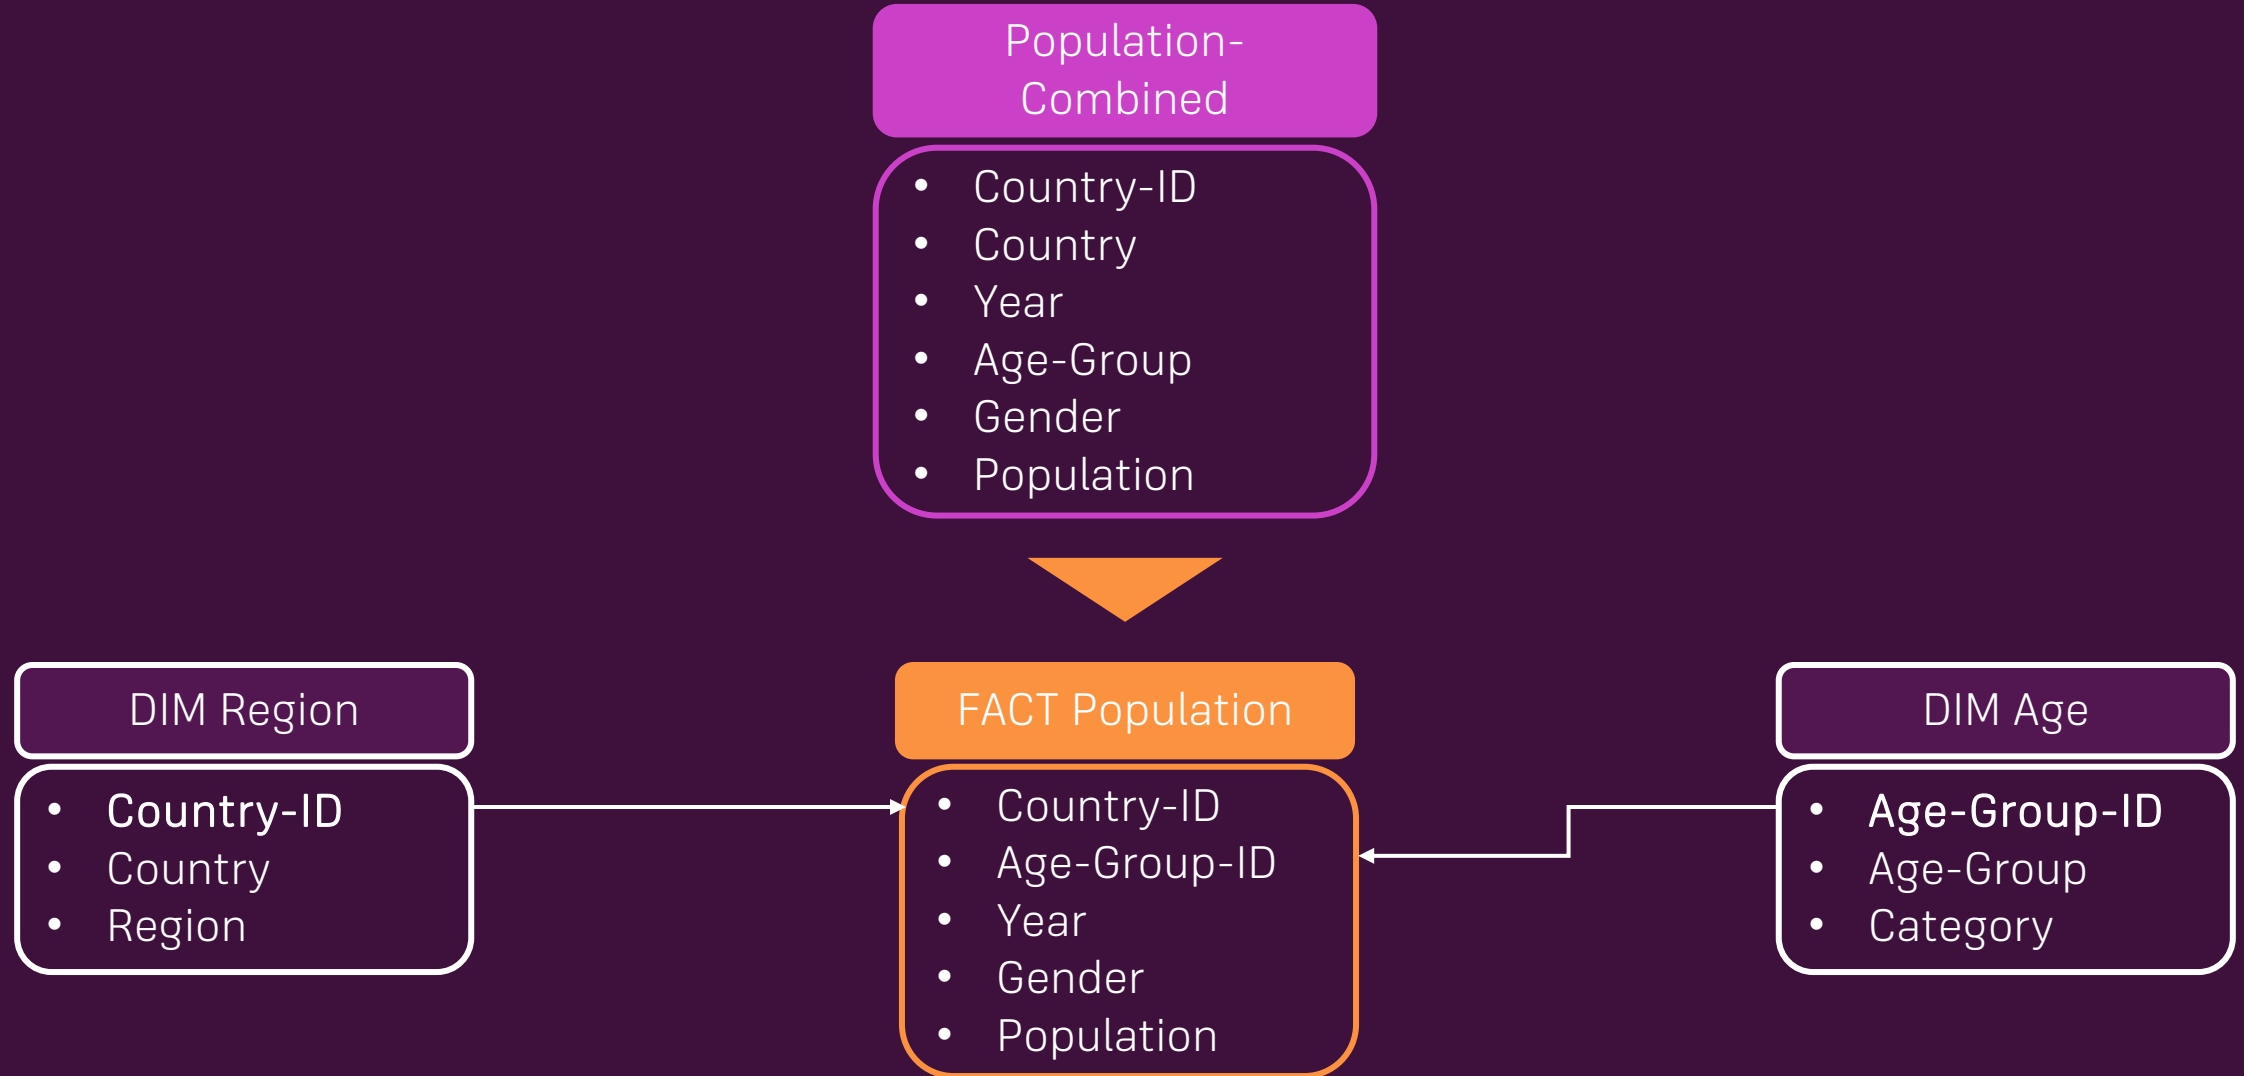 Population-
Combined
• Country-ID
• Country
• Year
• Age-Group
• Gender
• Population
DIM Region
• Country-ID
• Country
• Region
FACT Population
• Country-ID
• Age-Group-ID
• Year
• Gender
• Population
DIM Age
• Age-Group-ID
• Age-Group
• Category